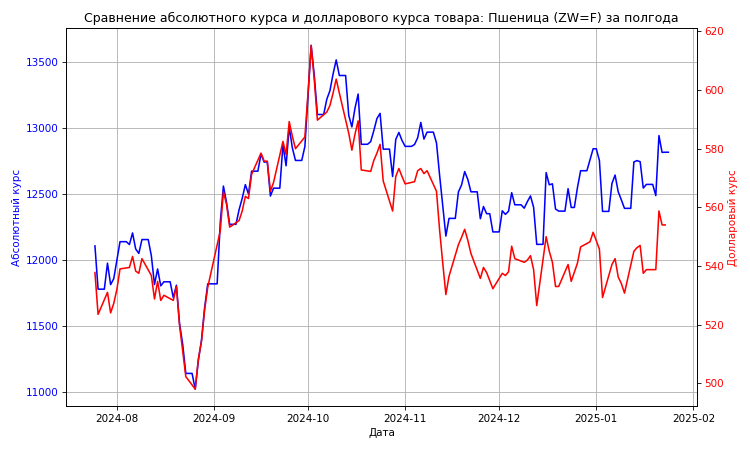 Сравнение абсолютного курса и долларового курса товара: Пшеница (ZW=F) за полгода
620
13500
600
13000
580
12500
560
12000
540
11500
520
11000
500
Абсолютный курс
Долларовый курс
2024-08 2024-09 2024-10 2024-11 2024-12 2025-01 2025-02
Дата